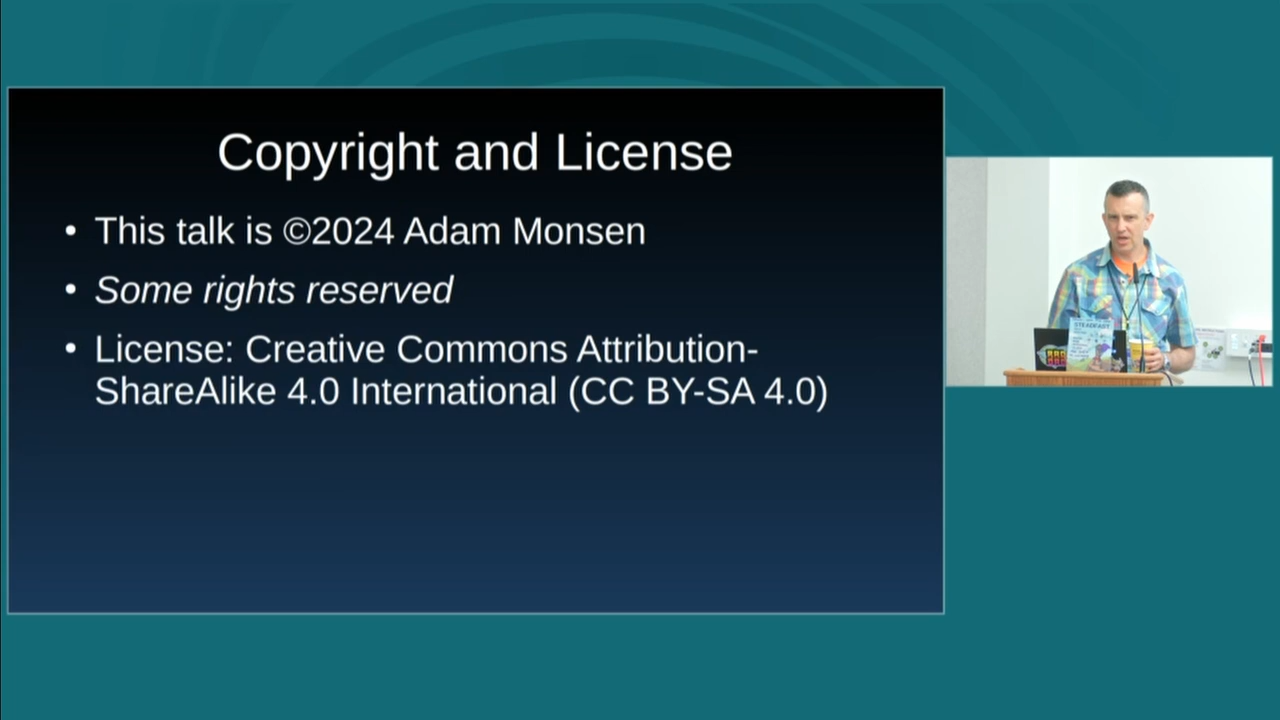 Copyright and License
• This talk is ©2024 Adam Monsen
• Some rights reserved
• License: Creative Commons Attribution-
ShareAlike 4.0 International (CC BY-SA 4.0)
STEADFAST